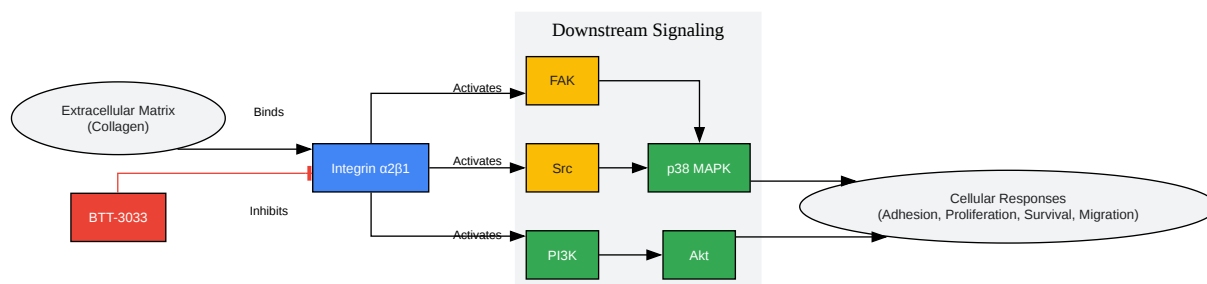 Downstream Signaling
Extracellular Matrix
(Collagen)
Binds
Activates
FAK
Integrin α2β1
Activates
Src
p38 MAPK
BTT-3033
Inhibits
Activates
PI3K
Akt
Cellular Responses
(Adhesion, Proliferation, Survival, Migration)